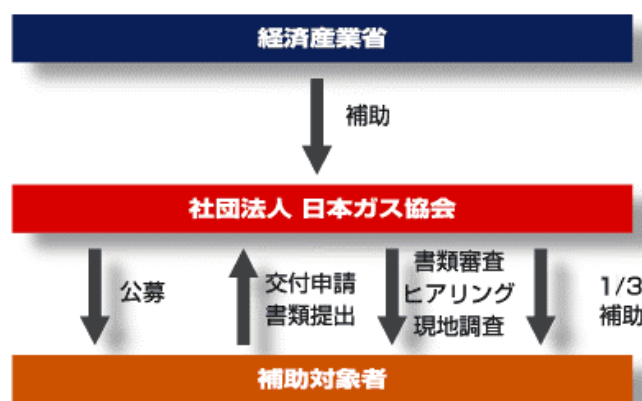 経済産業省
補助
社団法人 日本ガス協会
公募
交付申請
書類提出
書類審査
ヒアリング
現地調査
1/3
補助
補助対象者